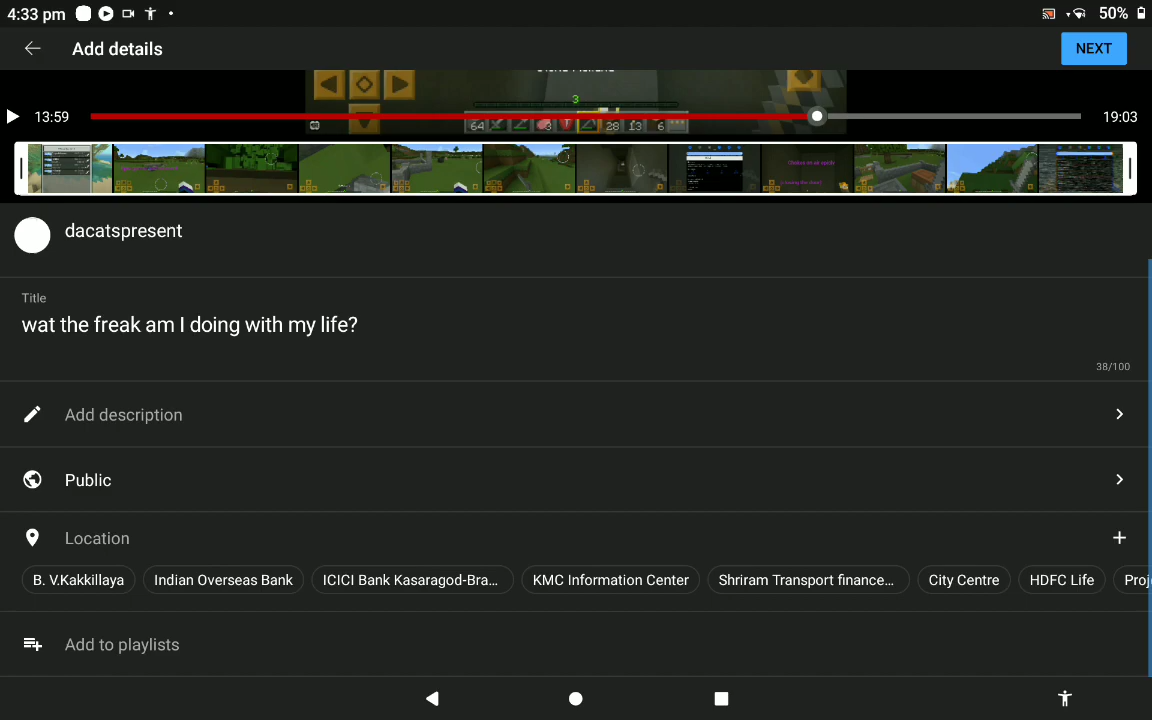 4:33 pm
50%
Add details
NEXT
3
64 3 28 13 6
13:59
19:03
dacatspresent
Title
wat the freak am I doing with my life?
38/100
Add description
Public
Location
B. V.Kakkillaya
Indian Overseas Bank
ICICI Bank Kasaragod-Bra...
KMC Information Center
Shriram Transport finance...
City Centre
HDFC Life
Proj
Add to playlists